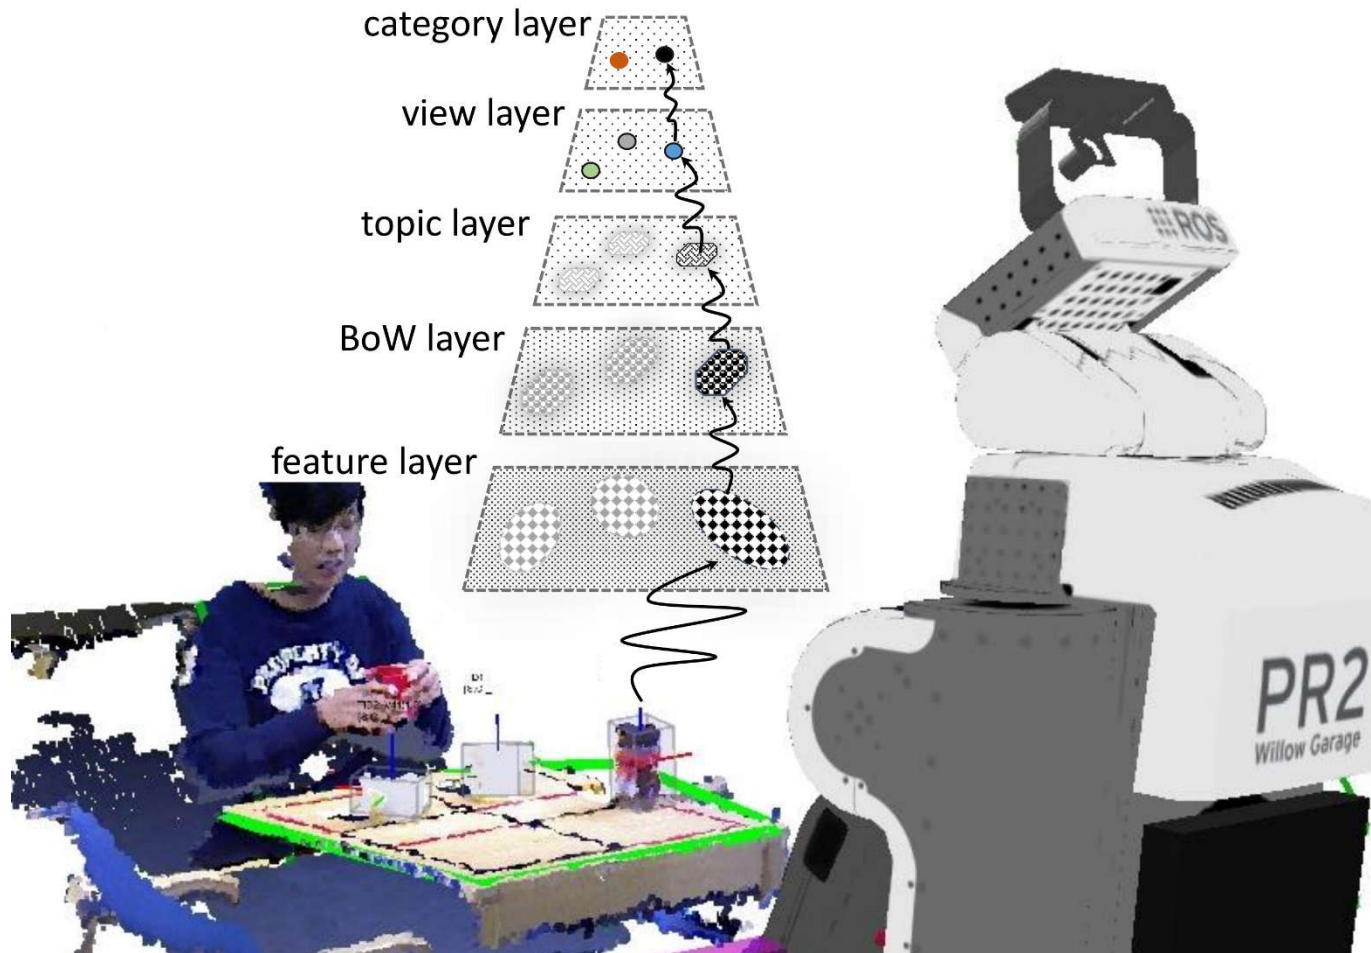 category layer
view layer
topic layer
BoW layer
feature layer
ROS
PR2
Willow Garage